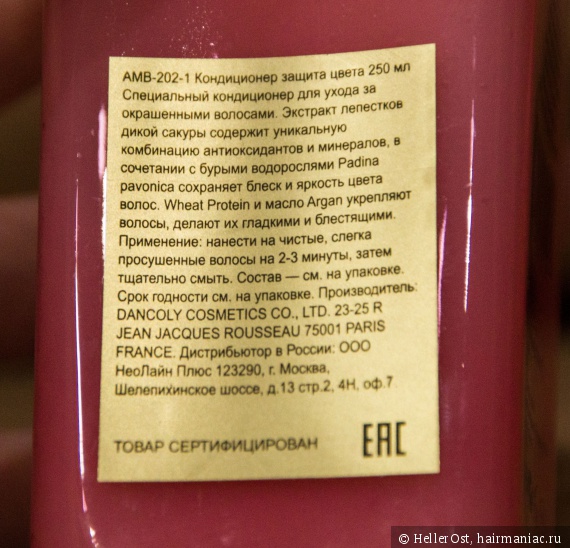 AMB-202-1 Кондиционер защита цвета 250 мл
Специальный кондиционер для ухода за
окрашенными волосами. Экстракт лепестков
дикой сакуры содержит уникальную
комбинацию антиоксидантов и минералов, в
сочетании с бурыми водорослями Padina
pavonica сохраняет блеск и яркость цвета
волос. Wheat Protein и масло Argan укрепляют
волосы, делают их гладкими и блестящими.
Применение: нанести на чистые, слегка
просушенные волосы на 2-3 минуты, затем
тщательно смыть. Состав — см. на упаковке.
Срок годности см. на упаковке. Производитель:
DANCOLY COSMETICS CO., LTD. 23-25 R
JEAN JACQUES ROUSSEAU 75001 PARIS
FRANCE. Дистрибьютор в России: ООО
НеоЛайн Плюс 123290, г. Москва,
Шелепихинское шоссе, д.13 стр.2, 4Н, оф.7
ТОВАР СЕРТИФИЦИРОВАН EAC
© HellerOst, hairmaniac.ru